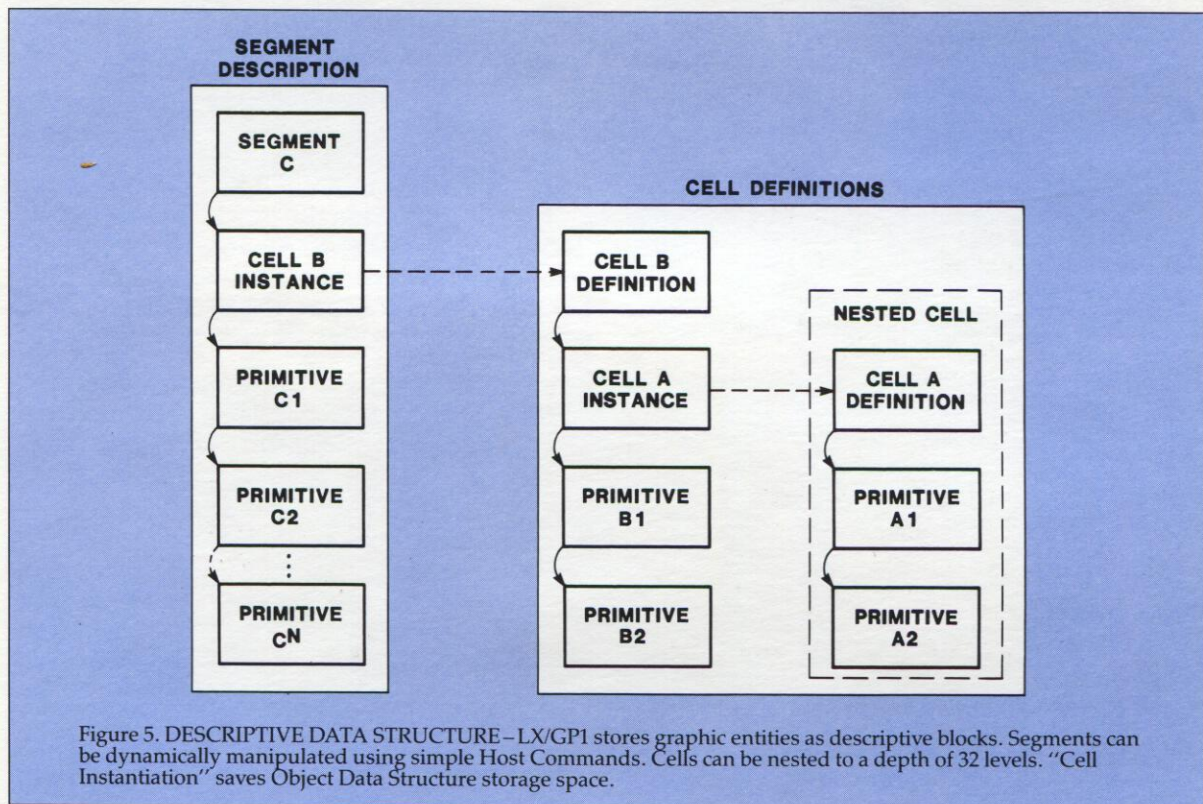 SEGMENT
DESCRIPTION
SEGMENT
C
CELL B
INSTANCE
PRIMITIVE
C1
PRIMITIVE
C2
PRIMITIVE
CN
CELL DEFINITIONS
CELL B
DEFINITION
CELL A
INSTANCE
PRIMITIVE
B1
PRIMITIVE
B2
NESTED CELL
CELL A
DEFINITION
PRIMITIVE
A1
PRIMITIVE
A2
Figure 5. DESCRIPTIVE DATA STRUCTURE–LX/GP1 stores graphic entities as descriptive blocks. Segments can
be dynamically manipulated using simple Host Commands. Cells can be nested to a depth of 32 levels. “Cell
Instantiation” saves Object Data Structure storage space.